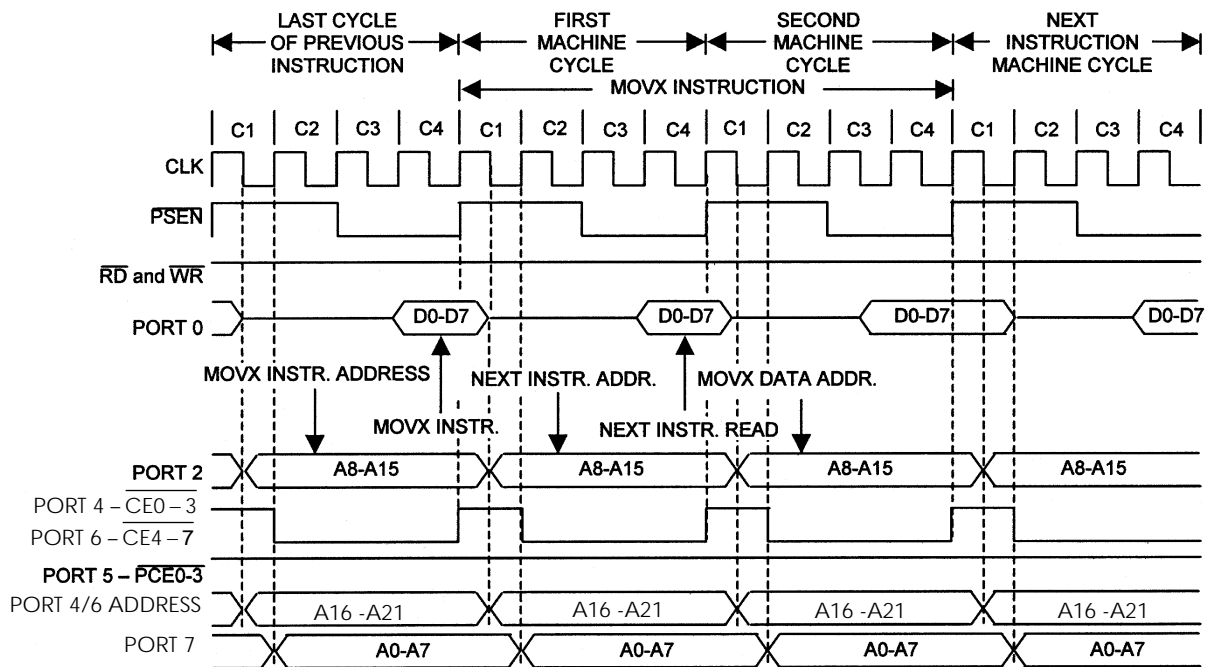 LAST CYCLE
OF PREVIOUS
INSTRUCTION
FIRST
MACHINE
CYCLE
SECOND
MACHINE
CYCLE
NEXT
INSTRUCTION
MACHINE CYCLE
MOVX INSTRUCTION
C1 C2 C3 C4 C1 C2 C3 C4 C1 C2 C3 C4 C1 C2 C3 C4
CLK
PSEN
RD and WR
PORT 0 D0-D7 D0-D7 D0-D7 D0-D7
MOVX INSTR. ADDRESS NEXT INSTR. ADDR. MOVX DATA ADDR.
MOVX INSTR. NEXT INSTR. READ
PORT 2 A8-A15 A8-A15 A8-A15 A8-A15
PORT 4 – CE0 – 3
PORT 6 – CE4 – 7
PORT 5 – PCE0-3
PORT 4/6 ADDRESS A16 -A21 A16 -A21 A16 -A21 A16 -A21
PORT 7 A0-A7 A0-A7 A0-A7 A0-A7